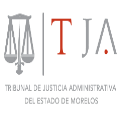 TJA
TRIBUNAL DE JUSTICIA ADMINISTRATIVA
DEL ESTADO DE MORELOS